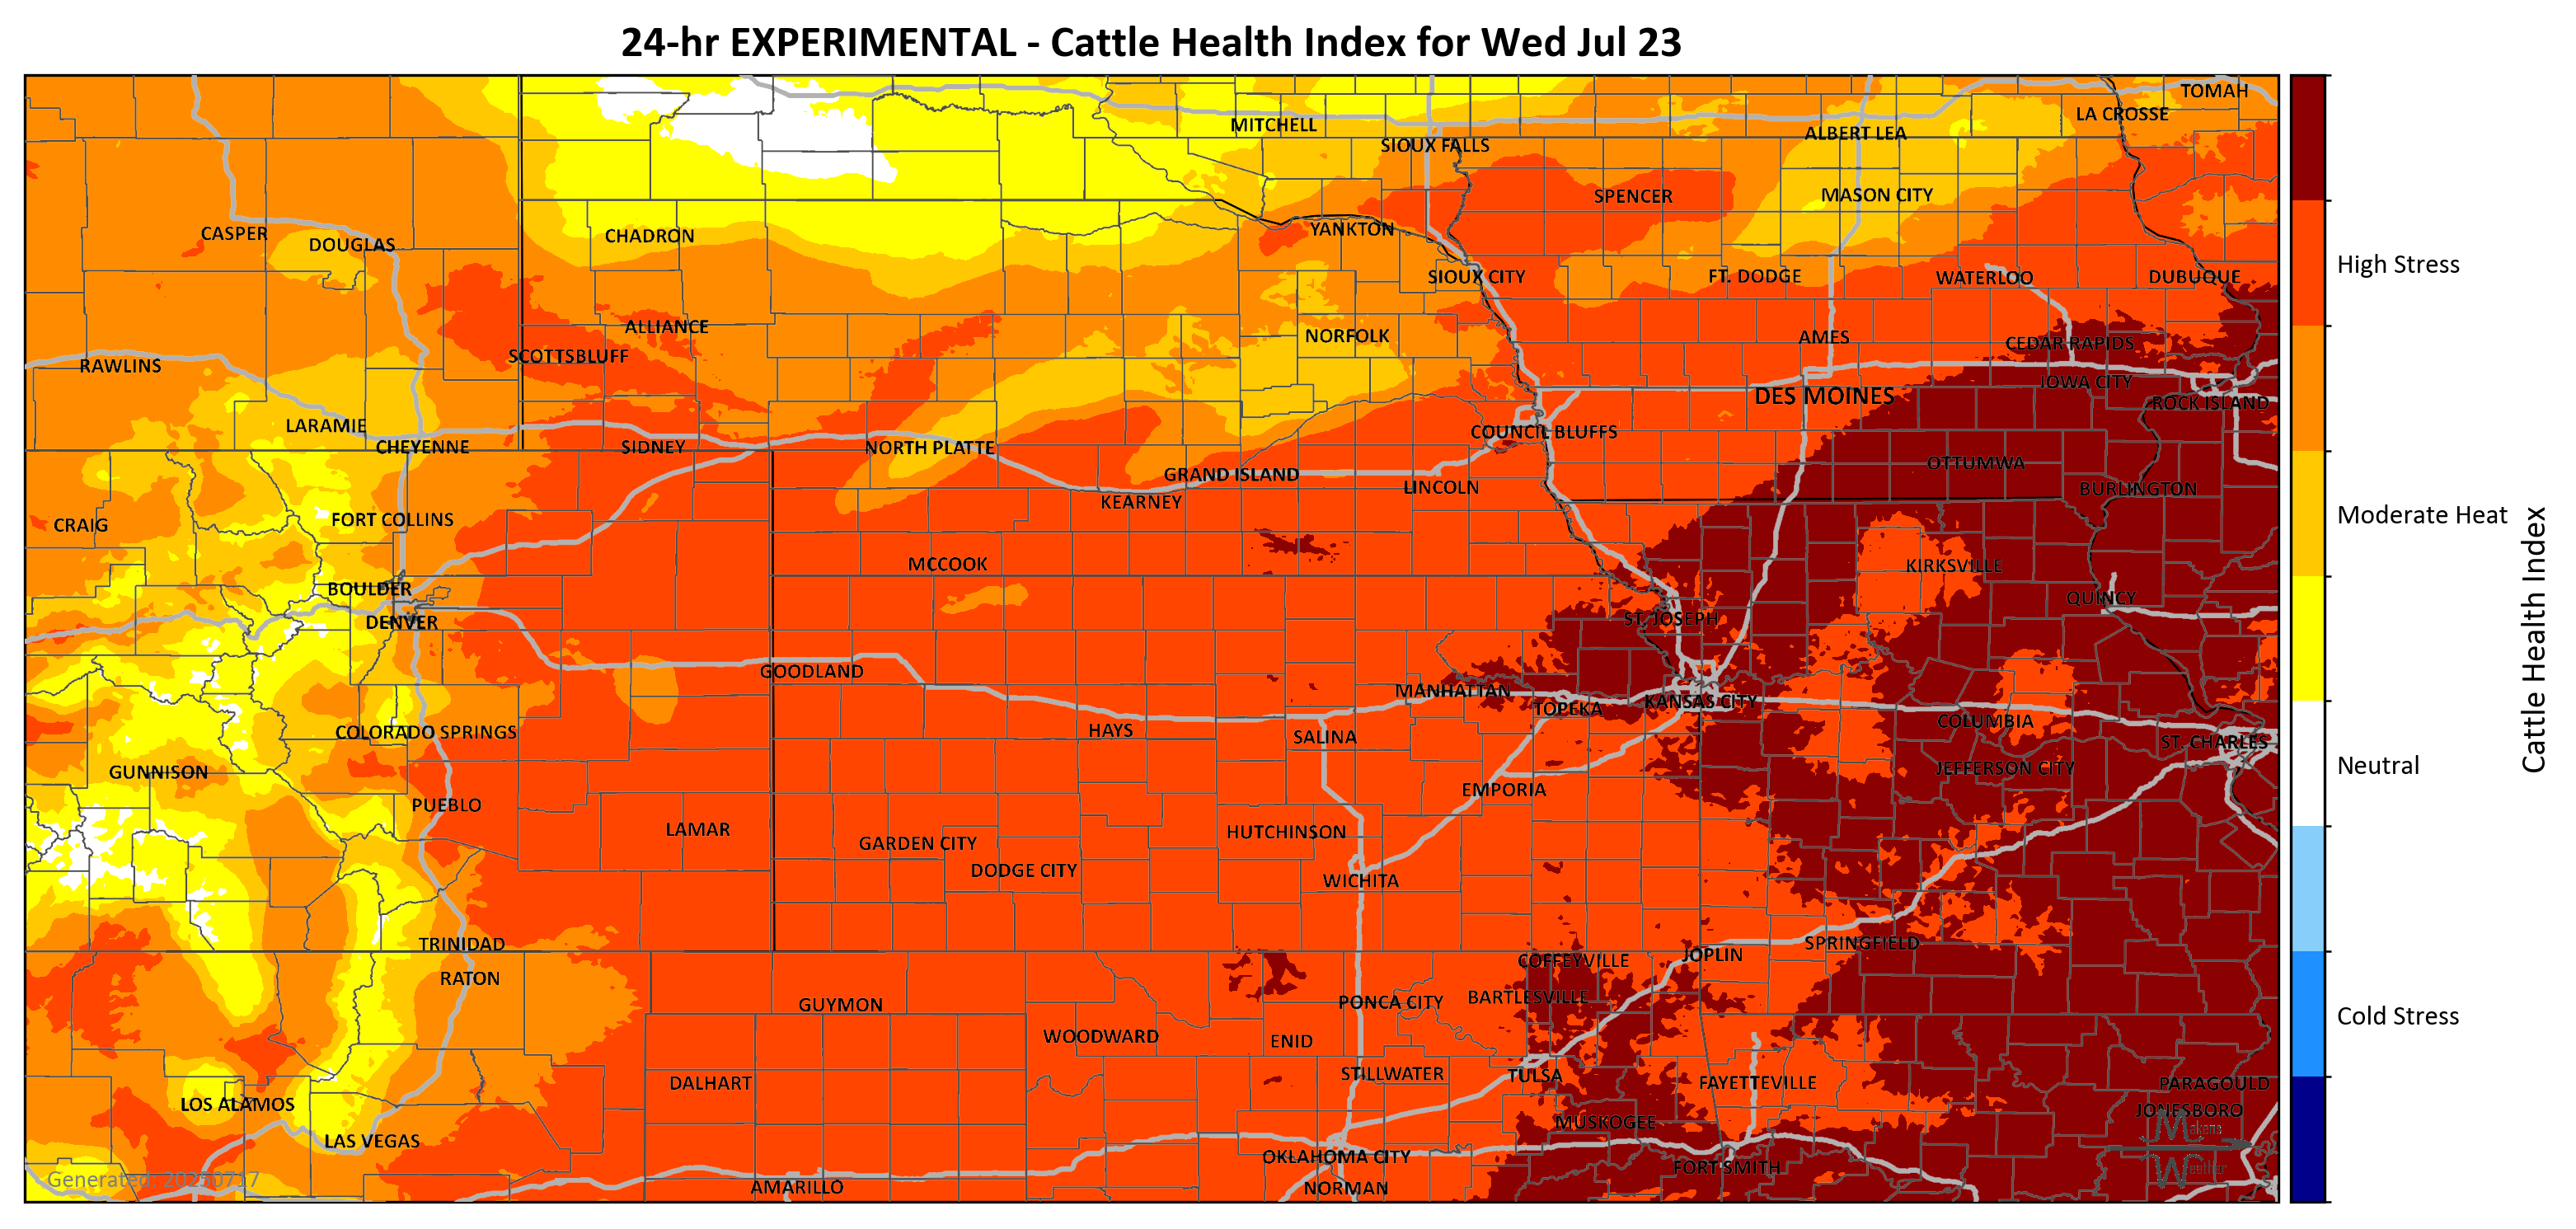 24-hr EXPERIMENTAL - Cattle Health Index for Wed Jul 23
TOMAH
LA CROSSE
MITCHELL
ALBERT LEA
SIOUX FALLS
SPENCER
MASON CITY
CASPER
DOUGLAS
CHADRON
YANKTON
SIOUX CITY
FT. DODGE
WATERLOO
DUBUQUE
High Stress
ALLIANCE
NORFOLK
AMES
CEDAR RAPIDS
RAWLINS
SCOTTSBLUFF
IOWA CITY
DES MOINES
ROCK ISLAND
LARAMIE
CHEYENNE
SIDNEY
NORTH PLATTE
COUNCIL BLUFFS
GRAND ISLAND
OTTUMWA
LINCOLN
BURLINGTON
KEARNEY
CRAIG
FORT COLLINS
Moderate Heat
MCCOOK
KIRKSVILLE
BOULDER
QUINCY
DENVER
ST. JOSEPH
Cattle Health Index
GOODLAND
MANHATTAN
TOPEKA
KANSAS CITY
COLORADO SPRINGS
HAYS
SALINA
COLUMBIA
ST. CHARLES
GUNNISON
JEFFERSON CITY
Neutral
PUEBLO
EMPORIA
LAMAR
GARDEN CITY
HUTCHINSON
DODGE CITY
WICHITA
TRINIDAD
SPRINGFIELD
RATON
COFFEYVILLE
JOPLIN
GUYMON
PONCA CITY
BARTLESVILLE
Cold Stress
WOODWARD
ENID
DALHART
STILLWATER
TULSA
FAYETTEVILLE
PARAGOULD
LOS ALAMOS
JONESBORO
LAS VEGAS
MUSKOGEE
Makens
Weather
OKLAHOMA CITY
FORT SMITH
Generated: 20250717
AMARILLO
NORMAN